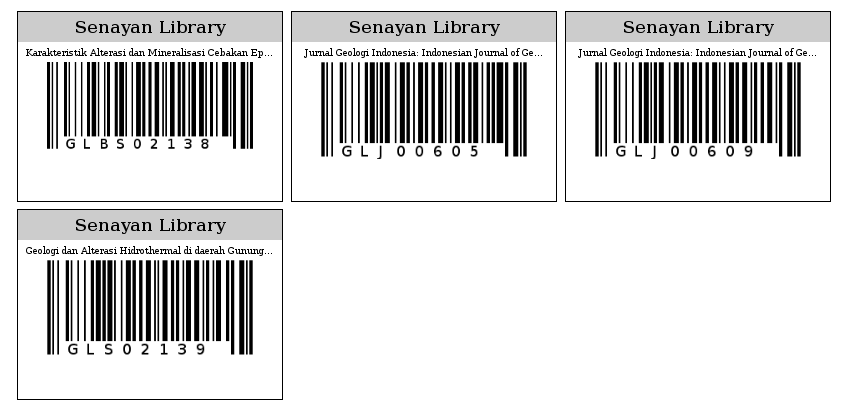 Senayan Library
Karakteristik Alterasi dan Mineralisasi Cebakan Ep...
GLBS02138
Senayan Library
Jurnal Geologi Indonesia: Indonesian Journal of Ge...
GLJ00605
Senayan Library
Jurnal Geologi Indonesia: Indonesian Journal of Ge...
GLJ00609
Senayan Library
Geologi dan Alterasi Hidrothermal di daerah Gunung...
GLS02139